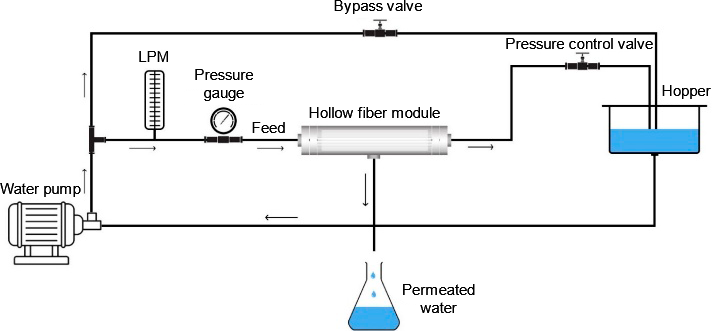 Bypass valve
Pressure control valve
LPM
Pressure
gauge
Hopper
Hollow fiber module
Feed
Water pump
Permeated
water